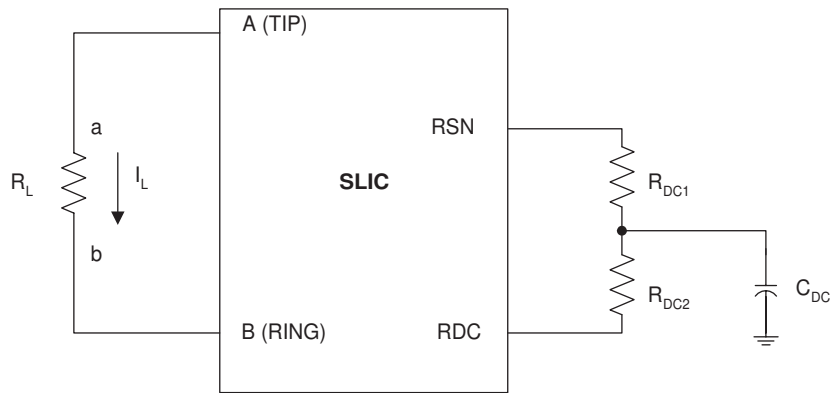 A (TIP)
RSN
a
R_L
I_L
SLIC
R_DC1
b
R_DC2
C_DC
B (RING)
RDC